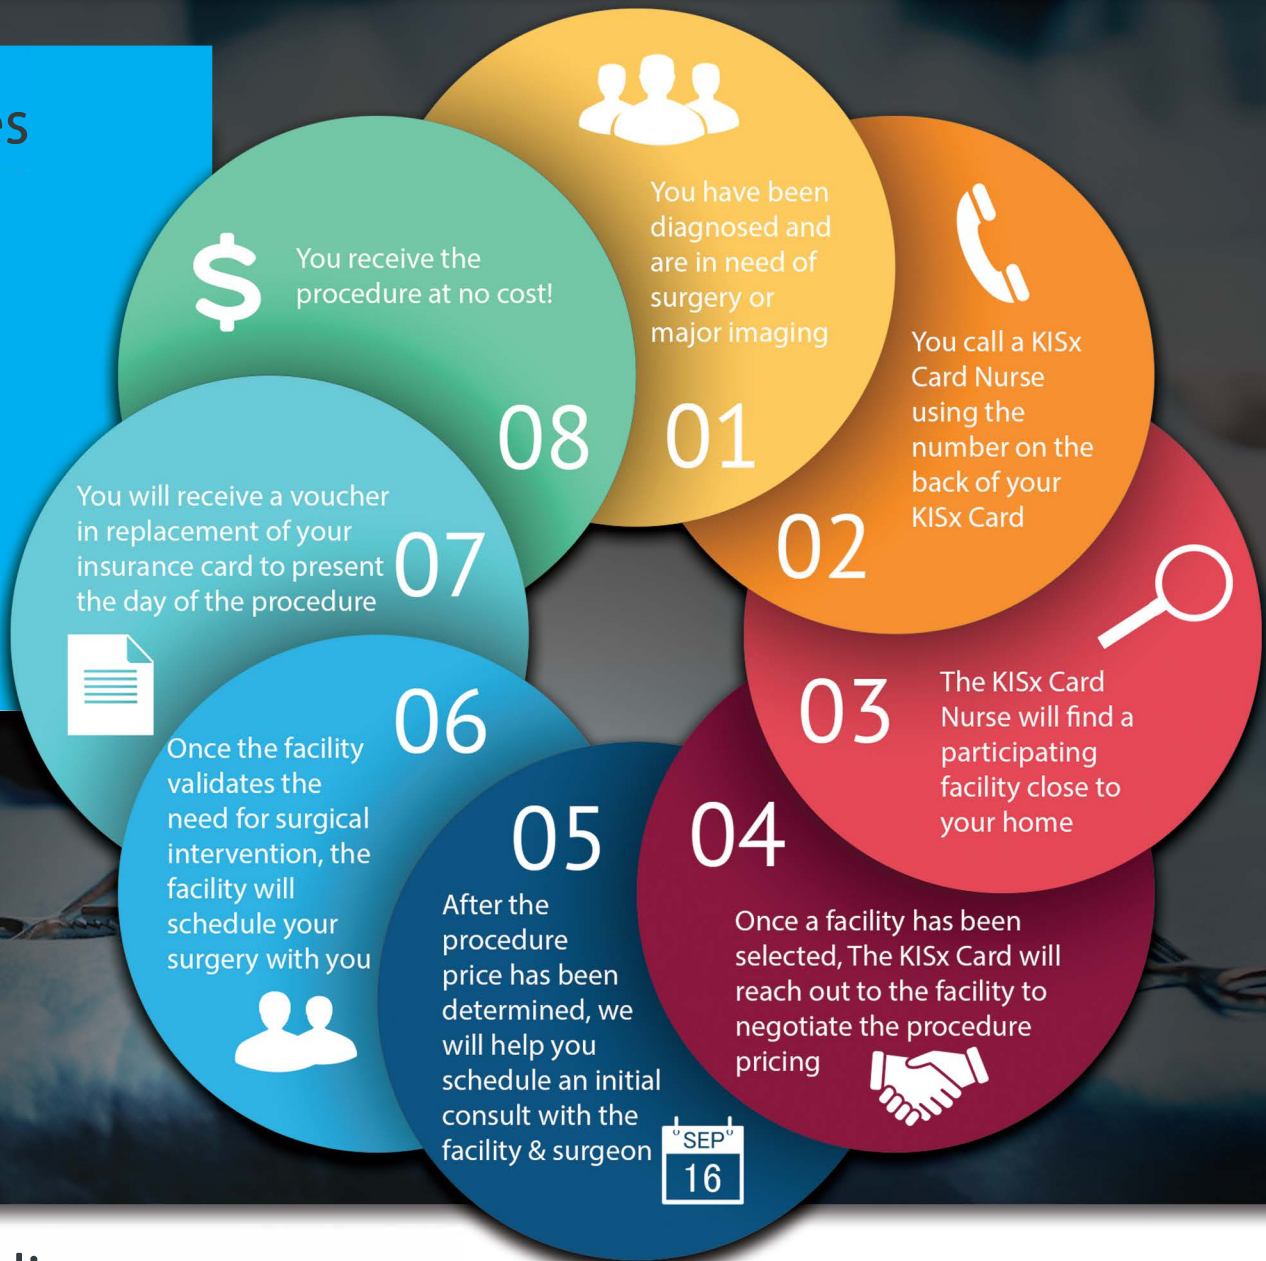 es
01
You have been
diagnosed and
are in need of
surgery or
major imaging
02
You call a KISx
Card Nurse
using the
number on the
back of your
KISx Card
03
The KISx Card
Nurse will find a
participating
facility close to
your home
04
Once a facility has been
selected, The KISx Card will
reach out to the facility to
negotiate the procedure
pricing
05
After the
procedure
price has been
determined, we
will help you
schedule an initial
consult with the
facility & surgeon
SEP
16
06
Once the facility
validates the
need for surgical
intervention, the
facility will
schedule your
surgery with you
07
You will receive a voucher
in replacement of your
insurance card to present
the day of the procedure
08
$
You receive the
procedure at no cost!